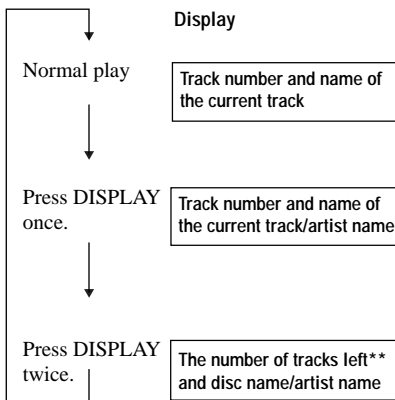 Display
Normal play
Track number and name of
the current track
Press DISPLAY
once.
Track number and name of
the current track/artist name
Press DISPLAY
twice.
The number of tracks left**
and disc name/artist name